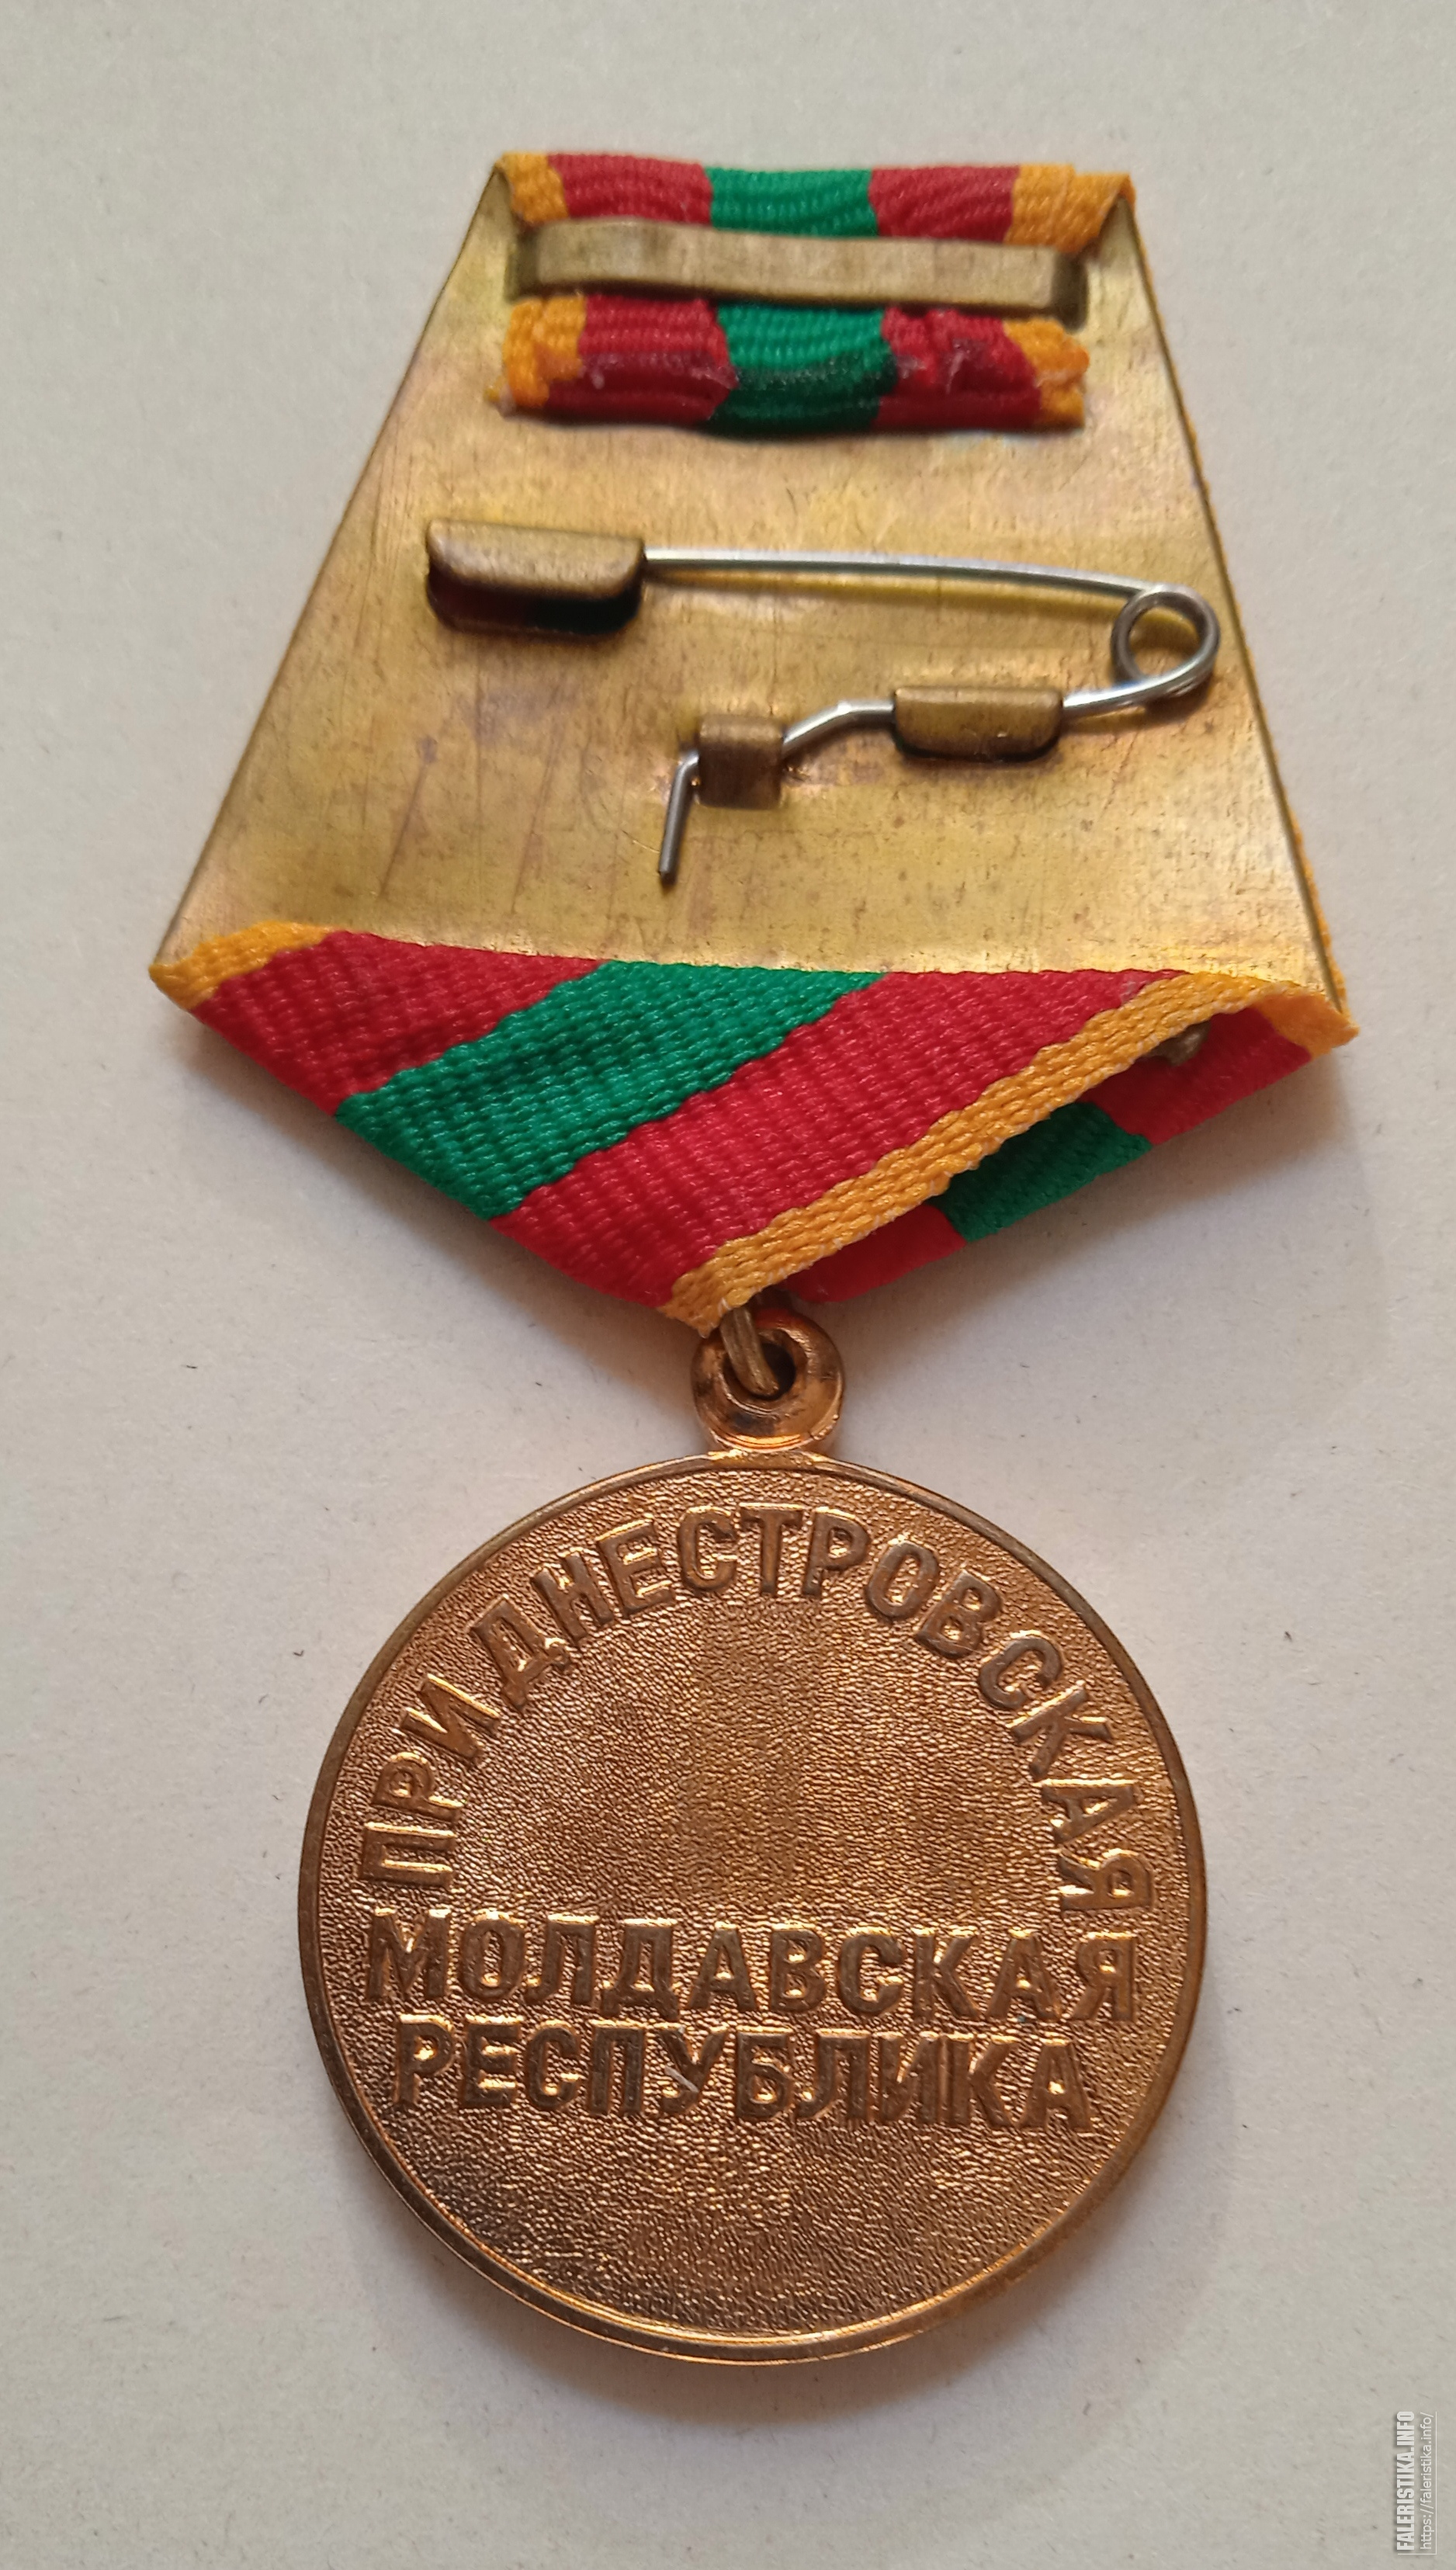 ПРИДНЕСТРОВСКАЯ
МОЛДАВСКАЯ
РЕСПУБЛИКА
FALERISTIKA.INFO
https://faleristika.info/